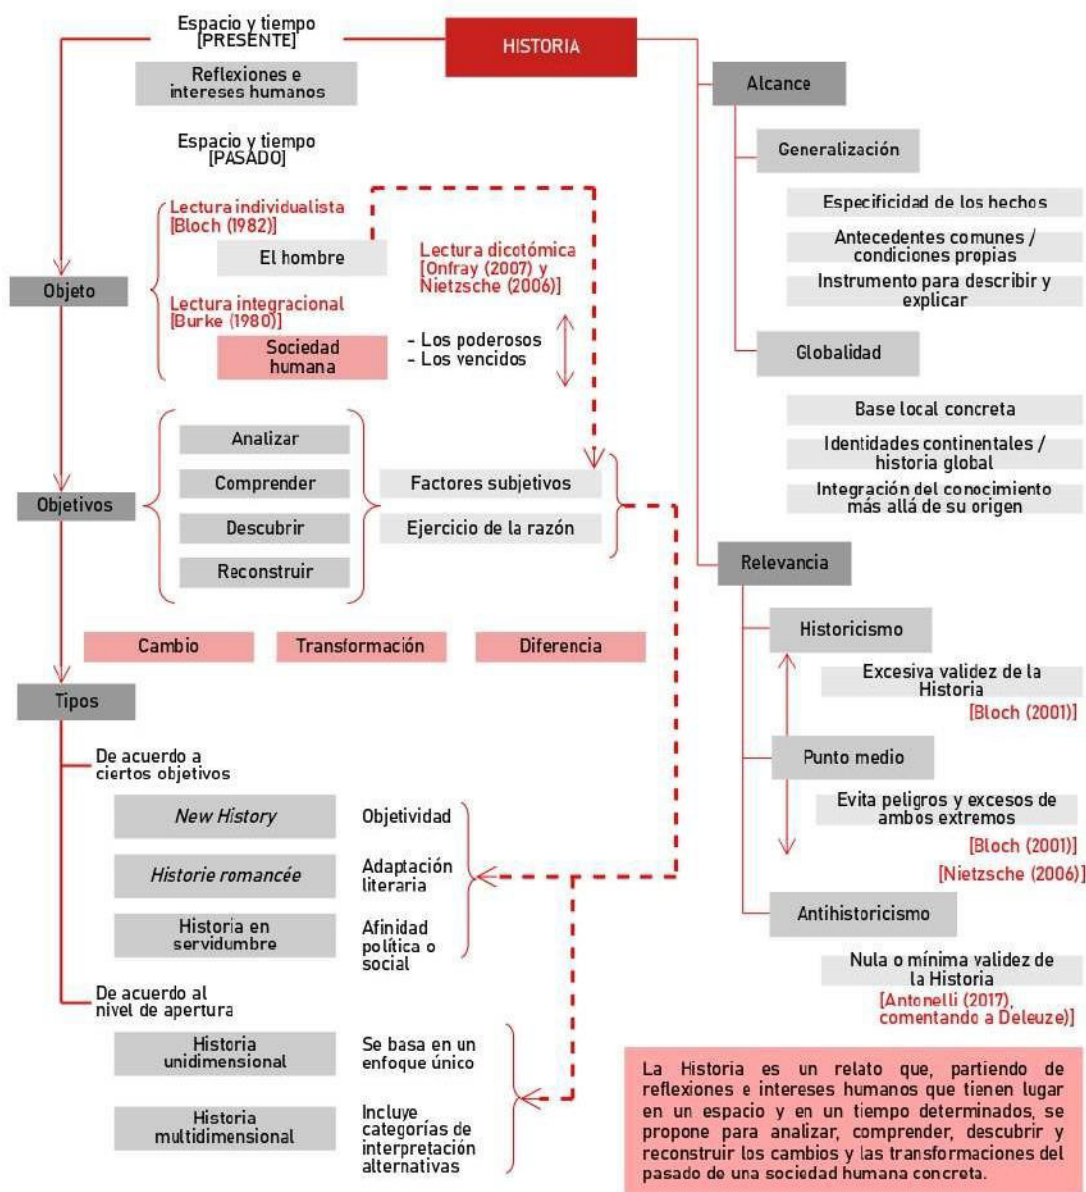 HISTORIA
Espacio y tiempo
[PRESENTE]
Reflexiones e
intereses humanos
Espacio y tiempo
[PASADO]
Objeto
Lectura individualista
[Bloch (1982)]
El hombre
Lectura integracional
[Burke (1980)]
Sociedad
humana
Lectura dicotómica
[Onfray (2007) y
Nietzsche (2006)]
- Los poderosos
- Los vencidos
Objetivos
Analizar
Comprender
Descubrir
Reconstruir
Factores subjetivos
Ejercicio de la razón
Cambio
Transformación
Diferencia
Tipos
De acuerdo a
ciertos objetivos
New History
Objetividad
Historie romancée
Adaptación
literaria
Historia en
servidumbre
Afinidad
política o
social
De acuerdo al
nivel de apertura
Historia
unidimensional
Se basa en un
enfoque único
Historia
multidimensional
Incluye
categorías de
interpretación
alternativas
Alcance
Generalización
Especificidad de los hechos
Antecedentes comunes /
condiciones propias
Instrumento para describir y
explicar
Globalidad
Base local concreta
Identidades continentales /
historia global
Integración del conocimiento
más allá de su origen
Relevancia
Historicismo
Excesiva validez de la
Historia
[Bloch (2001)]
Punto medio
Evita peligros y excesos de
ambos extremos
[Bloch (2001)]
[Nietzsche (2006)]
Antihistoricismo
Nula o mínima validez de
la Historia
[Antonelli (2017),
comentando a Deleuze)]
La Historia es un relato que, partiendo de
reflexiones e intereses humanos que tienen lugar
en un espacio y en un tiempo determinados, se
propone para analizar, comprender, descubrir y
reconstruir los cambios y las transformaciones del
pasado de una sociedad humana concreta.